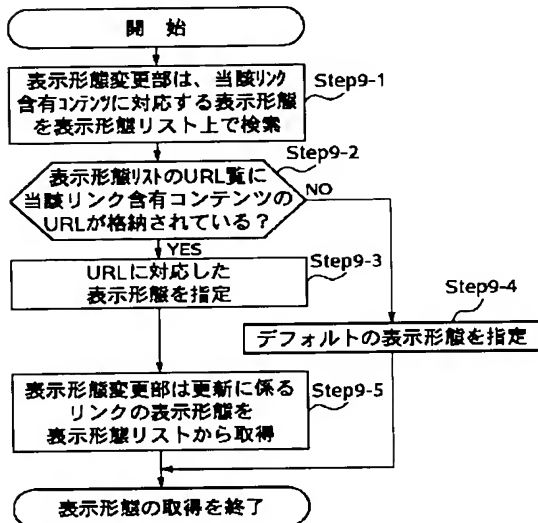 開 始
表示形態変更部は、当該リンク
含有コンテンツに対応する表示形態
を表示形態リスト上で検索
Step9-1
Step9-2
表示形態リストのURL覧に
当該リンク含有コンテンツの
URLが格納されている？
NO
YES
URLに対応した
表示形態を指定
Step9-3
Step9-4
デフォルトの表示形態を指定
表示形態変更部は更新に係る
リンクの表示形態を
表示形態リストから取得
Step9-5
表示形態の取得を終了